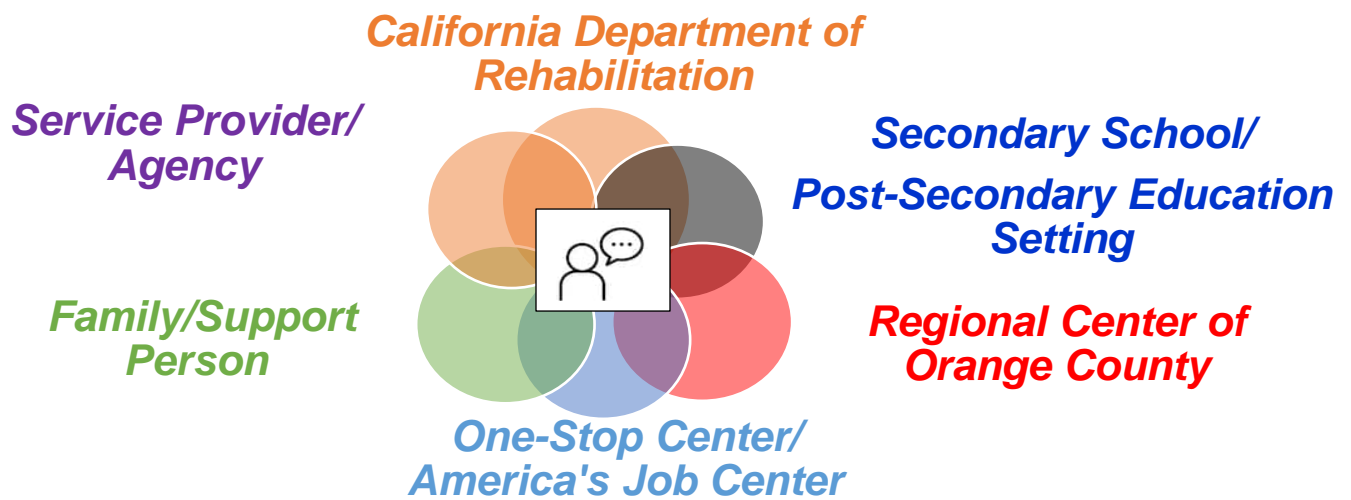 California Department of
Rehabilitation
Service Provider/
Agency
Secondary School/
Post-Secondary Education
Setting
Family/Support
Person
Regional Center of
Orange County
One-Stop Center/
America's Job Center